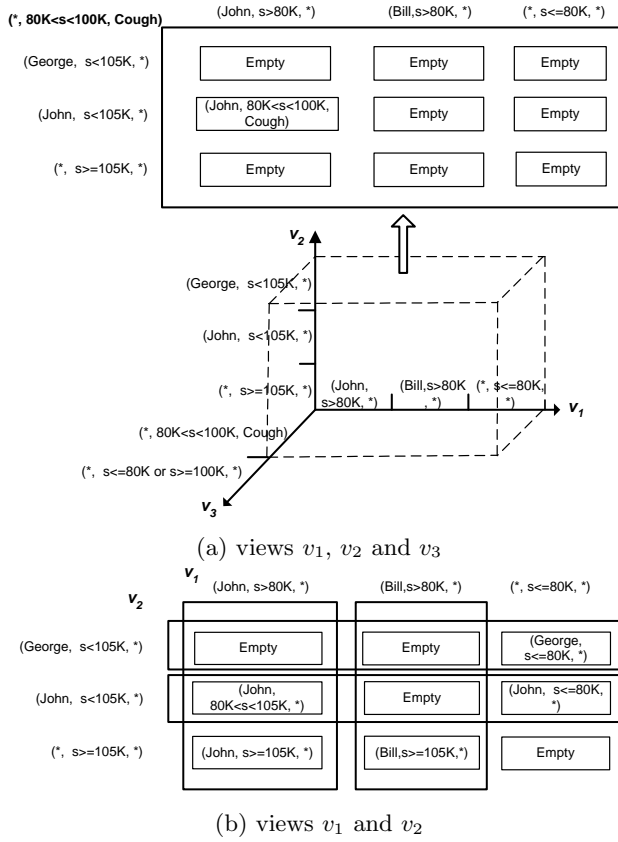 (John, s>80K, *) (Bill,s>80K, *) (*, s<=80K, *)
(*, 80K<s<100K, Cough)
(George, s<105K, *) Empty Empty Empty
(John, s<105K, *) (John, 80K<s<100K, Cough) Empty Empty
(*, s>=105K, *) Empty Empty Empty
v2
(George, s<105K, *)
(John, s<105K, *)
(*, s>=105K, *)
(John, s>80K, *) (Bill,s>80K , *) (*, s<=80K, *)
v1
(*, 80K<s<100K, Cough)
(*, s<=80K or s>=100K, *)
v3
(a) views v1, v2 and v3
v1
(John, s>80K, *) (Bill,s>80K, *) (*, s<=80K, *)
v2
(George, s<105K, *) Empty Empty (George, s<=80K, *)
(John, s<105K, *) (John, 80K<s<105K, *) Empty (John, s<=80K, *)
(*, s>=105K, *) (John, s>=105K, *) (Bill,s>=105K,*) Empty
(b) views v1 and v2